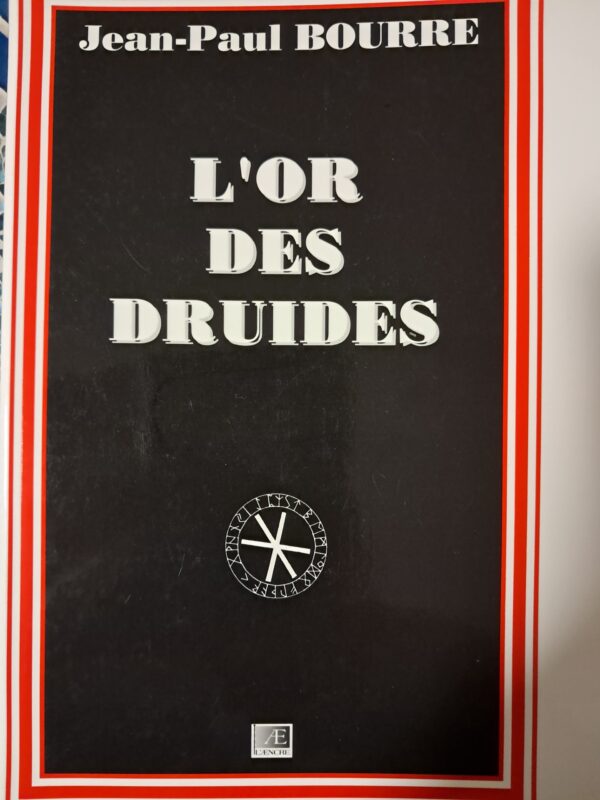 Jean-Paul BOURRE
L'OR
DES
DRUIDES
Æ
L'ÆNCRE